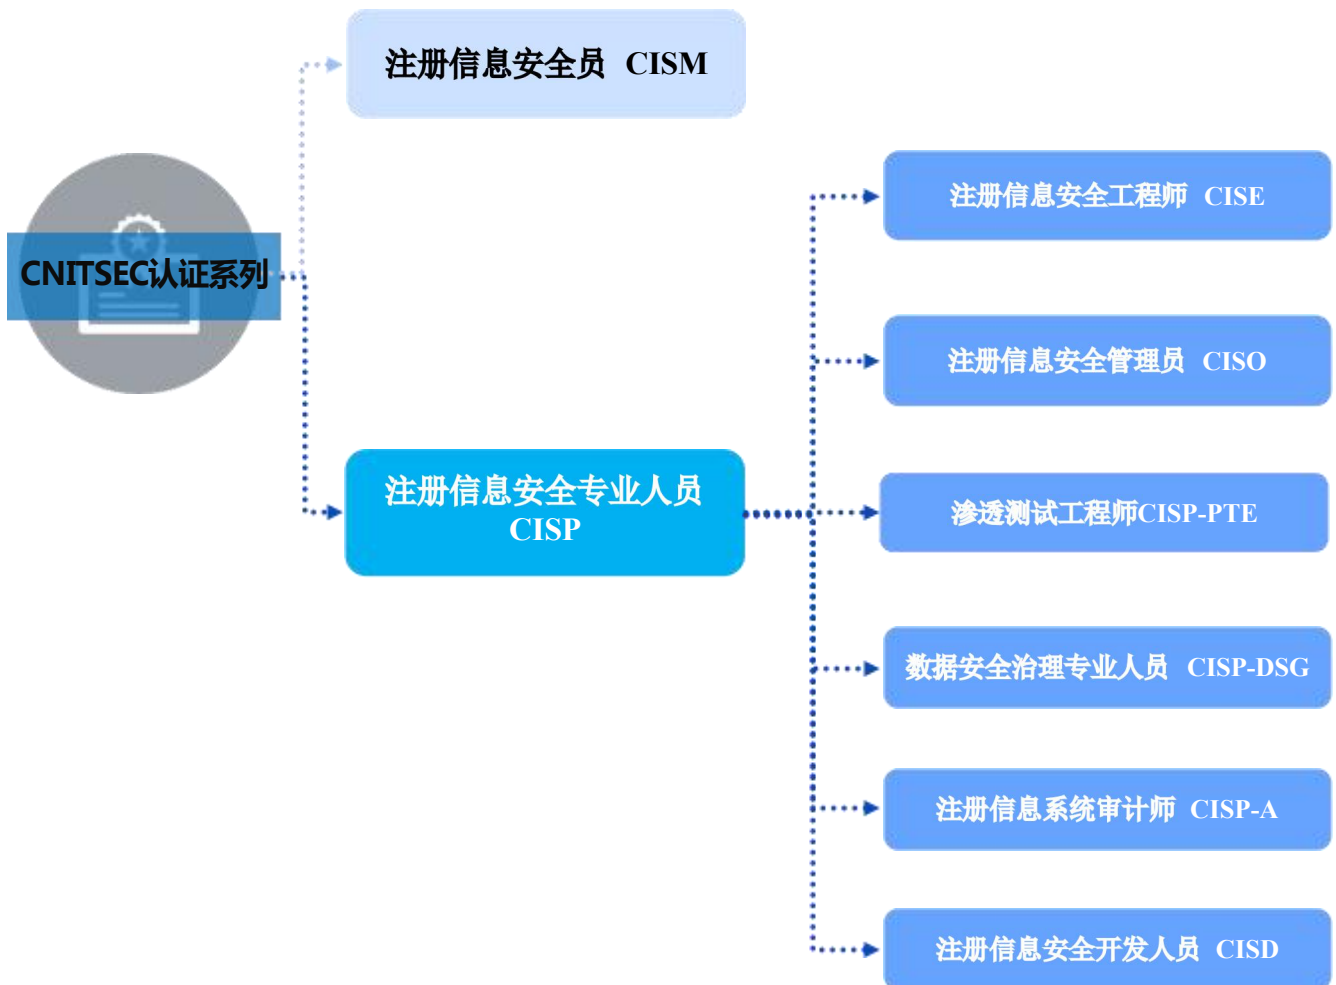 注册信息安全员 CISM
CNITSEC认证系列
注册信息安全专业人员
CISP
注册信息安全工程师 CISE
注册信息安全管理员 CISO
渗透测试工程师CISP-PTE
数据安全治理专业人员 CISP-DSG
注册信息系统审计师 CISP-A
注册信息安全开发人员 CISD